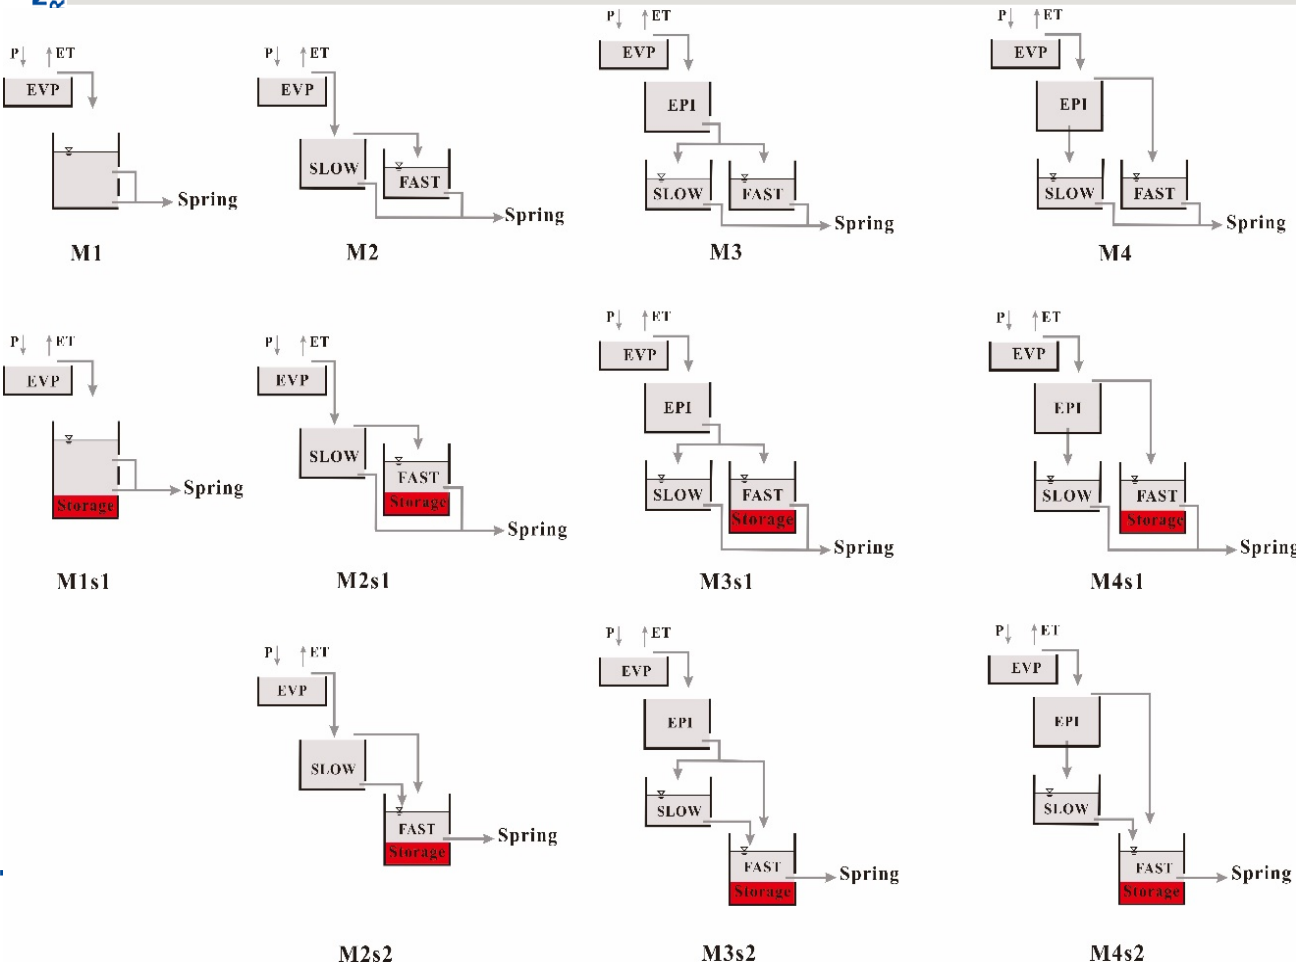 P ET
EVP
Spring
M1
P ET
EVP
SLOW
FAST
Spring
M2
P ET
EVP
EPI
SLOW
FAST
Spring
M3
P ET
EVP
EPI
SLOW
FAST
Spring
M4
P ET
EVP
Storage
Spring
M1s1
P ET
EVP
SLOW
FAST
Storage
Spring
M2s1
P ET
EVP
EPI
SLOW
FAST
Storage
Spring
M3s1
P ET
EVP
EPI
SLOW
FAST
Storage
Spring
M4s1
P ET
EVP
SLOW
FAST
Storage
Spring
M2s2
P ET
EVP
EPI
SLOW
FAST
Storage
Spring
M3s2
P ET
EVP
EPI
SLOW
FAST
Storage
Spring
M4s2